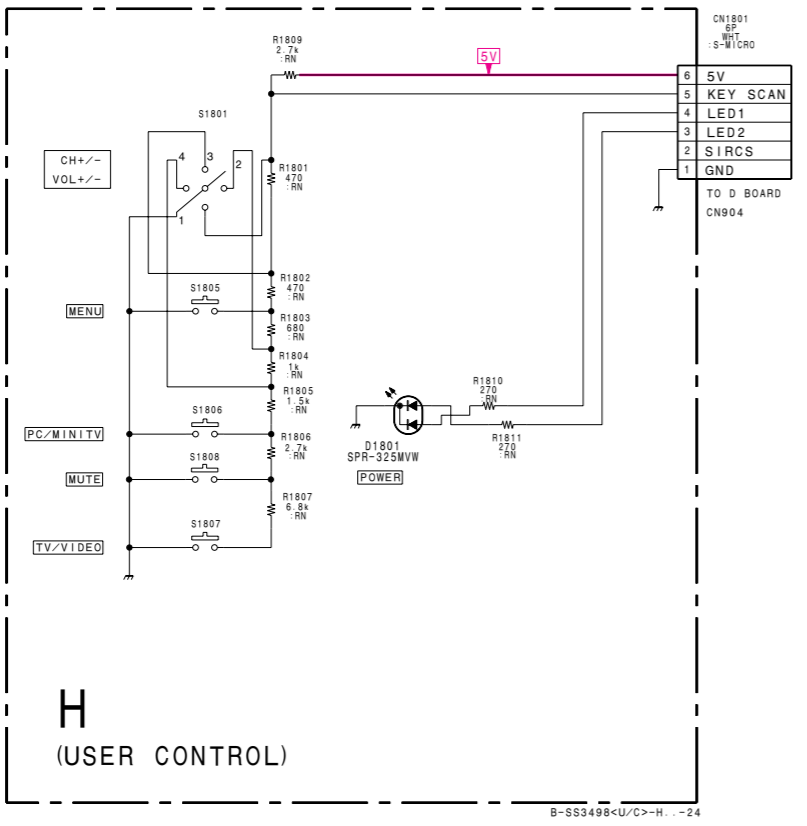 CN1801
6P
WHT
:S-MICRO
R1809
2.7k
:RN
5V
6 5V
5 KEY SCAN
4 LED1
3 LED2
2 SIRCS
1 GND
TO D BOARD
CN904
S1801
CH+/-
VOL+/-
4 3 2
1
R1801
470
:RN
R1802
470
:RN
S1805
MENU
R1803
680
:RN
R1804
1k
:RN
R1805
1.5k
:RN
S1806
PC/MINITV
R1806
2.7k
:RN
S1808
MUTE
R1807
6.8k
:RN
S1807
TV/VIDEO
R1810
270
:RN
R1811
270
:RN
D1801
SPR-325MVW
POWER
H
(USER CONTROL)
B-SS3498<U/C>-H..-24